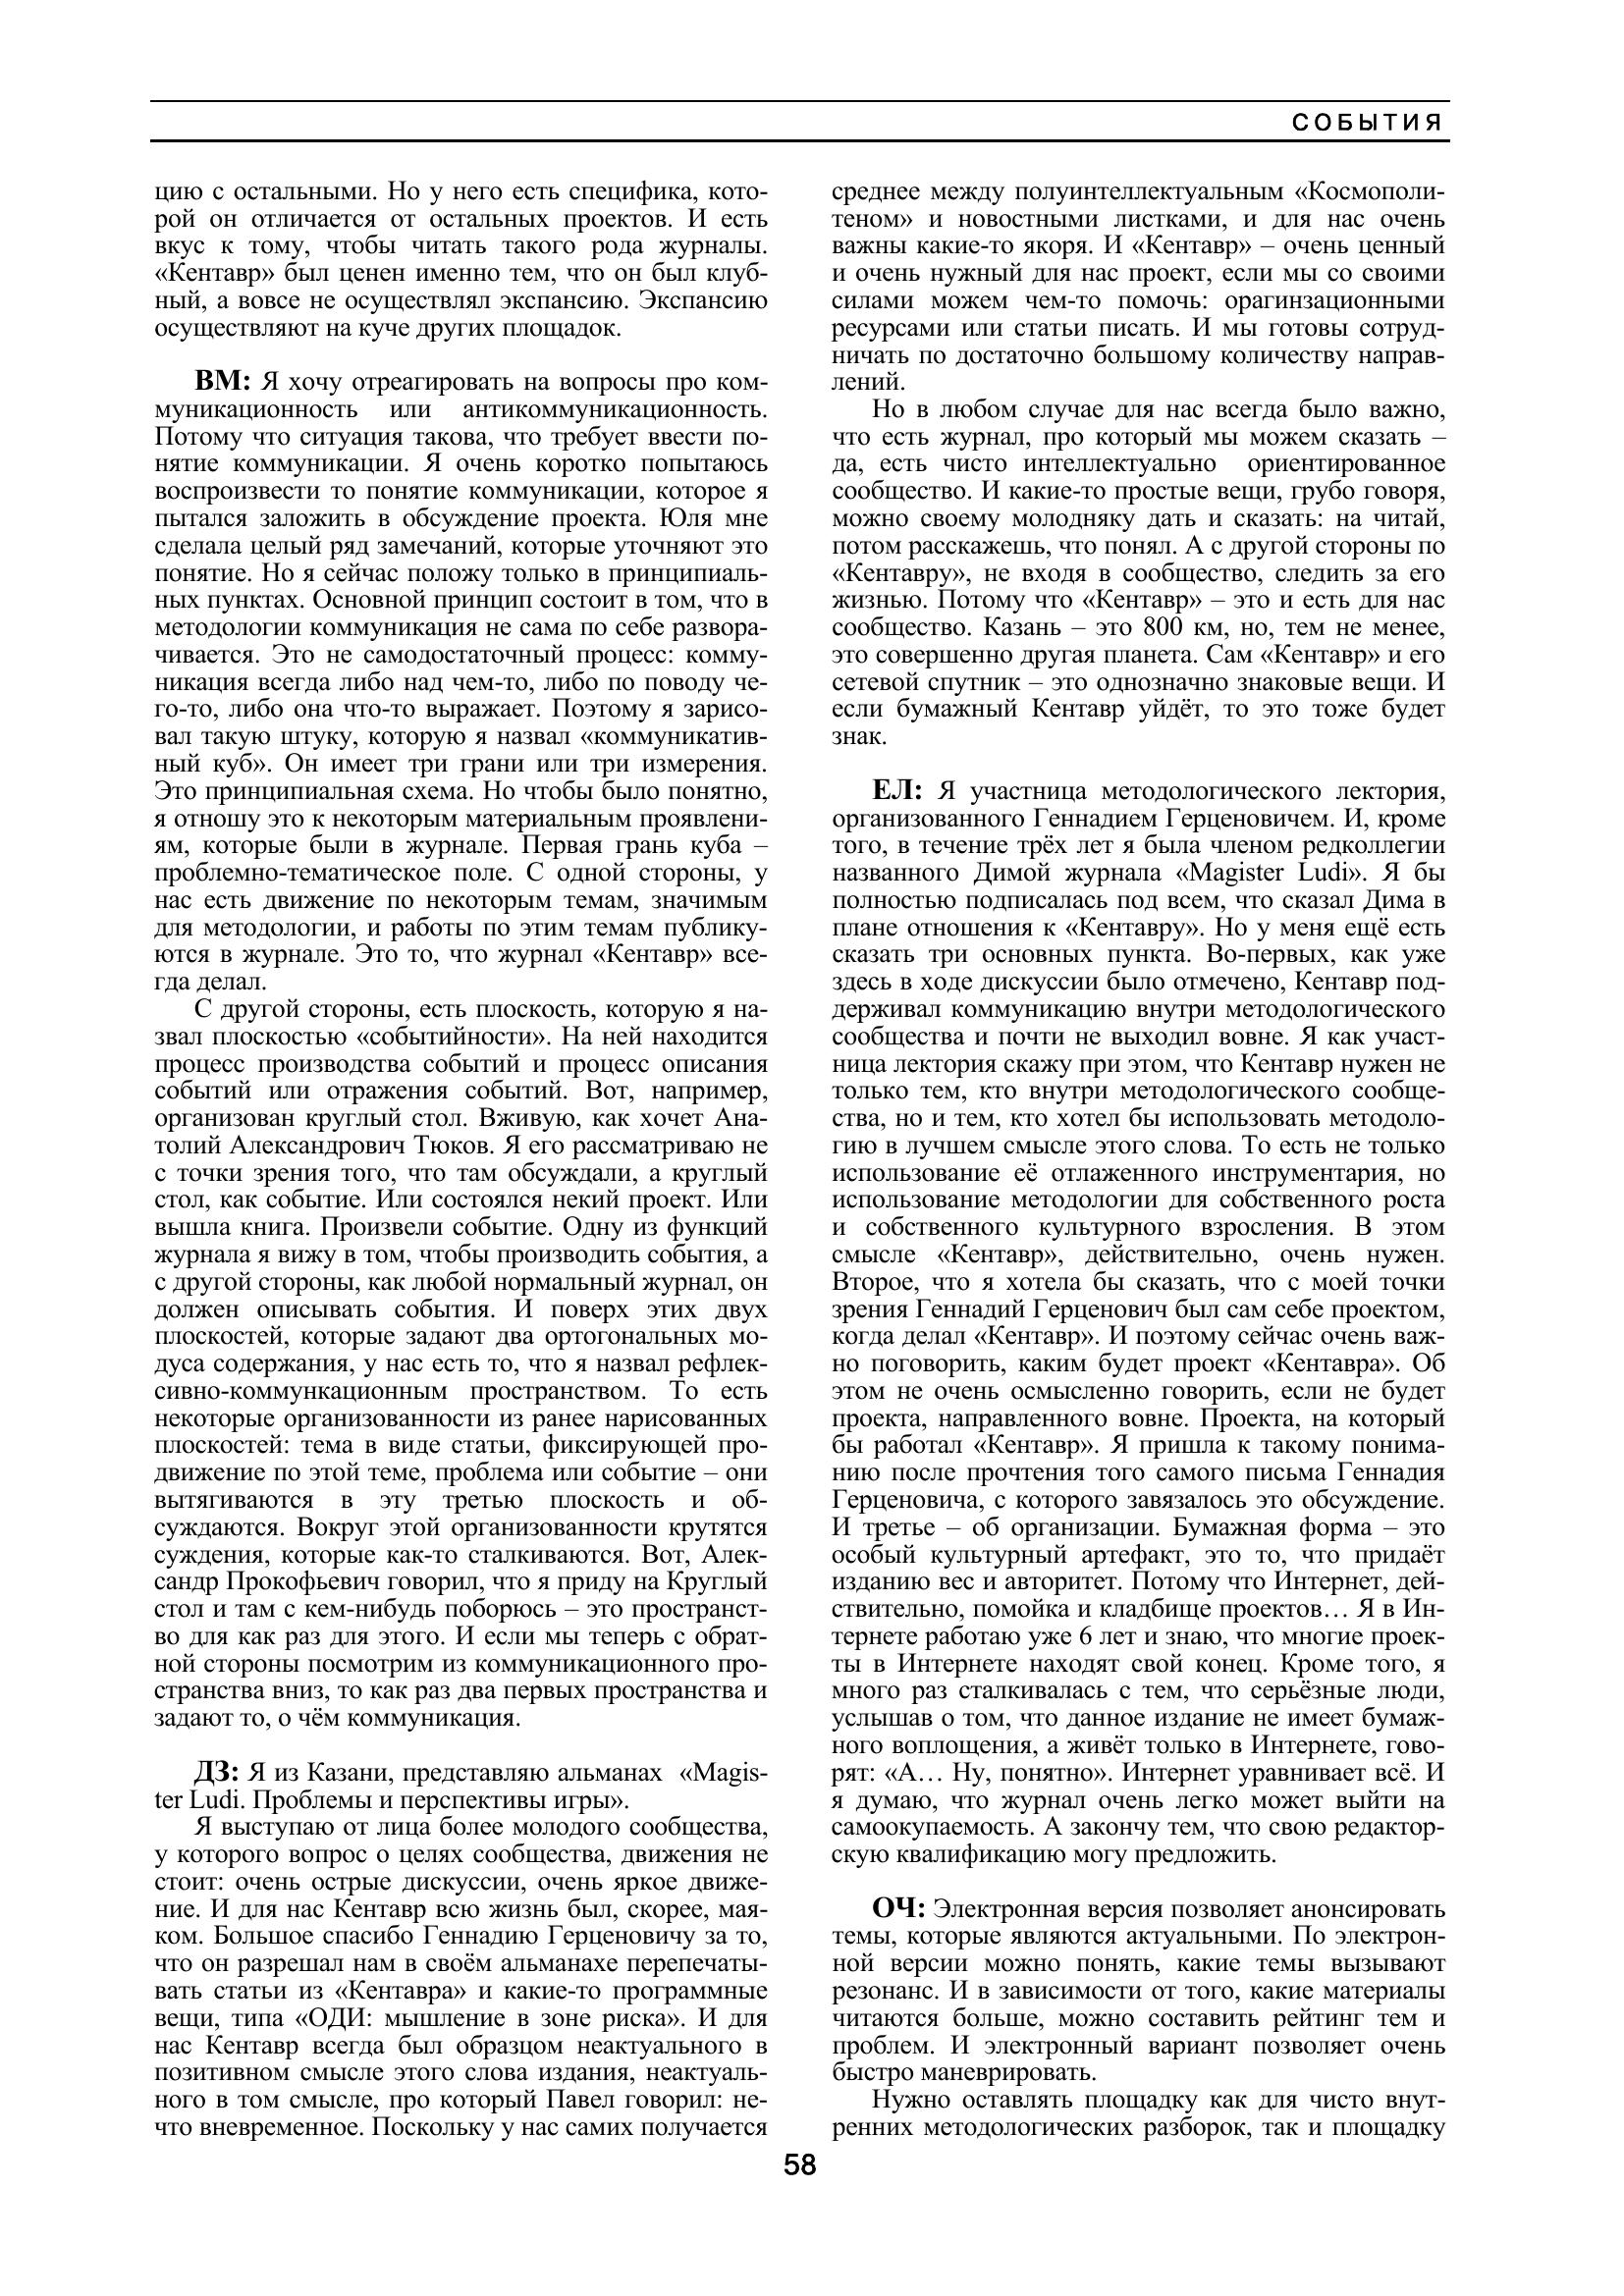 СОБЫТИЯ
цию с остальными. Но у него есть специфика, кото-
рой он отличается от остальных проектов. И есть
вкус к тому, чтобы читать такого рода журналы.
«Кентавр» был ценен именно тем, что он был клуб-
ный, а вовсе не осуществлял экспансию. Экспансию
осуществляют на куче других площадок.
ВМ: Я хочу отреагировать на вопросы про ком-
муникационность или антикоммуникационность.
Потому что ситуация такова, что требует ввести по-
нятие коммуникации. Я очень коротко попытаюсь
воспроизвести то понятие коммуникации, которое я
пытался заложить в обсуждение проекта. Юля мне
сделала целый ряд замечаний, которые уточняют это
понятие. Но я сейчас положу только в принципиаль-
ных пунктах. Основной принцип состоит в том, что в
методологии коммуникация не сама по себе развора-
чивается. Это не самодостаточный процесс: комму-
никация всегда либо над чем-то, либо по поводу че-
го-то, либо она что-то выражает. Поэтому я зарисо-
вал такую штуку, которую я назвал «коммуникатив-
ный куб». Он имеет три грани или три измерения.
Это принципиальная схема. Но чтобы было понятно,
я отношу это к некоторым материальным проявлени-
ям, которые были в журнале. Первая грань куба –
проблемно-тематическое поле. С одной стороны, у
нас есть движение по некоторым темам, значимым
для методологии, и работы по этим темам публику-
ются в журнале. Это то, что журнал «Кентавр» все-
гда делал.
С другой стороны, есть плоскость, которую я на-
звал плоскостью «событийности». На ней находится
процесс производства событий и процесс описания
событий или отражения событий. Вот, например,
организован круглый стол. Вживую, как хочет Ана-
толий Александрович Тюков. Я его рассматриваю не
с точки зрения того, что там обсуждали, а круглый
стол, как событие. Или состоялся некий проект. Или
вышла книга. Произвели событие. Одну из функций
журнала я вижу в том, чтобы производить события, а
с другой стороны, как любой нормальный журнал, он
должен описывать события. И поверх этих двух
плоскостей, которые задают два ортогональных мо-
дуса содержания, у нас есть то, что я назвал рефлек-
сивно-коммункационным пространством. То есть
некоторые организованности из ранее нарисованных
плоскостей: тема в виде статьи, фиксирующей про-
движение по этой теме, проблема или событие – они
вытягиваются в эту третью плоскость и об-
суждаются. Вокруг этой организованности крутятся
суждения, которые как-то сталкиваются. Вот, Алек-
сандр Прокофьевич говорил, что я приду на Круглый
стол и там с кем-нибудь поборюсь – это пространст-
во для как раз для этого. И если мы теперь с обрат-
ной стороны посмотрим из коммуникационного про-
странства вниз, то как раз два первых пространства и
задают то, о чём коммуникация.
ДЗ: Я из Казани, представляю альманах «Magis-
ter Ludi. Проблемы и перспективы игры».
Я выступаю от лица более молодого сообщества,
у которого вопрос о целях сообщества, движения не
стоит: очень острые дискуссии, очень яркое движе-
ние. И для нас Кентавр всю жизнь был, скорее, мая-
ком. Большое спасибо Геннадию Герценовичу за то,
что он разрешал нам в своём альманахе перепечаты-
вать статьи из «Кентавра» и какие-то программные
вещи, типа «ОДИ: мышление в зоне риска». И для
нас Кентавр всегда был образцом неактуального в
позитивном смысле этого слова издания, неактуаль-
ного в том смысле, про который Павел говорил: не-
что вневременное. Поскольку у нас самих получается
среднее между полуинтеллектуальным «Космополи-
теном» и новостными листками, и для нас очень
важны какие-то якоря. И «Кентавр» – очень ценный
и очень нужный для нас проект, если мы со своими
силами можем чем-то помочь: орагинзационными
ресурсами или статьи писать. И мы готовы сотруд-
ничать по достаточно большому количеству направ-
лений.
Но в любом случае для нас всегда было важно,
что есть журнал, про который мы можем сказать –
да, есть чисто интеллектуально ориентированное
сообщество. И какие-то простые вещи, грубо говоря,
можно своему молодняку дать и сказать: на читай,
потом расскажешь, что понял. А с другой стороны по
«Кентавру», не входя в сообщество, следить за его
жизнью. Потому что «Кентавр» – это и есть для нас
сообщество. Казань – это 800 км, но, тем не менее,
это совершенно другая планета. Сам «Кентавр» и его
сетевой спутник – это однозначно знаковые вещи. И
если бумажный Кентавр уйдёт, то это тоже будет
знак.
ЕЛ: Я участница методологического лектория,
организованного Геннадием Герценовичем. И, кроме
того, в течение трёх лет я была членом редколлегии
названного Димой журнала «Magister Ludi». Я бы
полностью подписалась под всем, что сказал Дима в
плане отношения к «Кентавру». Но у меня ещё есть
сказать три основных пункта. Во-первых, как уже
здесь в ходе дискуссии было отмечено, Кентавр под-
держивал коммуникацию внутри методологического
сообщества и почти не выходил вовне. Я как участ-
ница лектория скажу при этом, что Кентавр нужен не
только тем, кто внутри методологического сообще-
ства, но и тем, кто хотел бы использовать методоло-
гию в лучшем смысле этого слова. То есть не только
использование её отлаженного инструментария, но
использование методологии для собственного роста
и собственного культурного взросления. В этом
смысле «Кентавр», действительно, очень нужен.
Второе, что я хотела бы сказать, что с моей точки
зрения Геннадий Герценович был сам себе проектом,
когда делал «Кентавр». И поэтому сейчас очень важ-
но поговорить, каким будет проект «Кентавра». Об
этом не очень осмысленно говорить, если не будет
проекта, направленного вовне. Проекта, на который
бы работал «Кентавр». Я пришла к такому понима-
нию после прочтения того самого письма Геннадия
Герценовича, с которого завязалось это обсуждение.
И третье – об организации. Бумажная форма – это
особый культурный артефакт, это то, что придаёт
изданию вес и авторитет. Потому что Интернет, дей-
ствительно, помойка и кладбище проектов… Я в Ин-
тернете работаю уже 6 лет и знаю, что многие проек-
ты в Интернете находят свой конец. Кроме того, я
много раз сталкивалась с тем, что серьёзные люди,
услышав о том, что данное издание не имеет бумаж-
ного воплощения, а живёт только в Интернете, гово-
рят: «А… Ну, понятно». Интернет уравнивает всё. И
я думаю, что журнал очень легко может выйти на
самоокупаемость. А закончу тем, что свою редактор-
скую квалификацию могу предложить.
ОЧ: Электронная версия позволяет анонсировать
темы, которые являются актуальными. По электрон-
ной версии можно понять, какие темы вызывают
резонанс. И в зависимости от того, какие материалы
читаются больше, можно составить рейтинг тем и
проблем. И электронный вариант позволяет очень
быстро маневрировать.
Нужно оставлять площадку как для чисто внут-
ренних методологических разборок, так и площадку
58